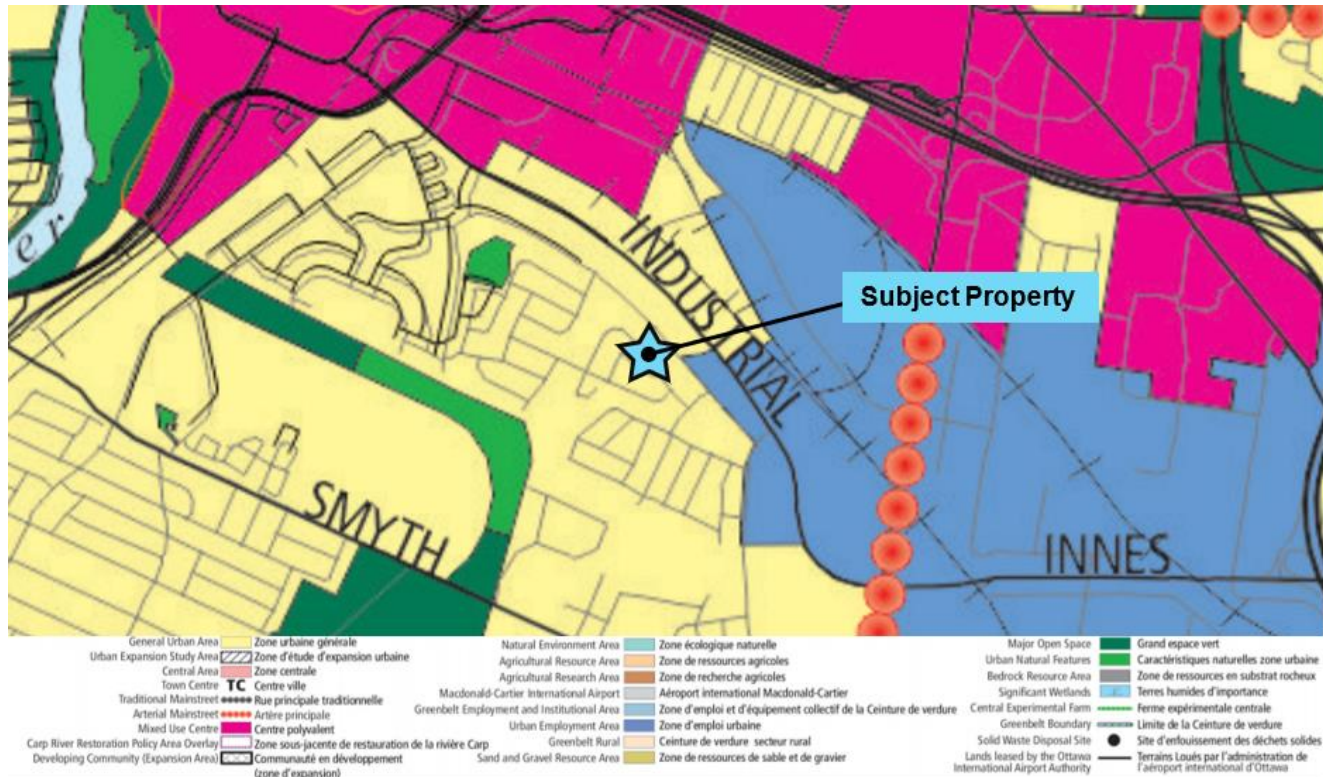 er
INDUSTRIAL
Subject Property
SMYTH
INNES
General Urban Area Zone urbaine générale
Urban Expansion Study Area Zone d'étude d'expansion urbaine
Central Area Zone centrale
Town Centre TC Centre ville
Traditional Mainstreet Rue principale traditionnelle
Arterial Mainstreet Artère principale
Mixed Use Centre Centre polyvalent
Carp River Restoration Policy Area Overlay Zone sous-jacente de restauration de la rivière Carp
Developing Community (Expansion Area) Communauté en développement
(zone d'expansion)
Natural Environment Area Zone écologique naturelle
Agricultural Resource Area Zone de ressources agricoles
Agricultural Research Area Zone de recherche agricoles
Macdonald-Cartier International Airport Aéroport international Macdonald-Cartier
Greenbelt Employment and Institutional Area Zone d'emploi et d'équipement collectif de la Ceinture de verdure
Urban Employment Area Zone d'emploi urbaine
Greenbelt Rural Ceinture de verdure secteur rural
Sand and Gravel Resource Area Zone de ressources de sable et de gravier
Major Open Space Grand espace vert
Urban Natural Features Caractéristiques naturelles zone urbaine
Bedrock Resource Area Zone de ressources en substrat rocheux
Significant Wetlands Terres humides d'importance
Central Experimental Farm Ferme expérimentale centrale
Greenbelt Boundary Limite de la Ceinture de verdure
Solid Waste Disposal Site Site d'enfouissement des déchets solides
Lands leased by the Ottawa Terrains Loués par l'administration de
International Airport Authority l'aéroport international d'Ottawa